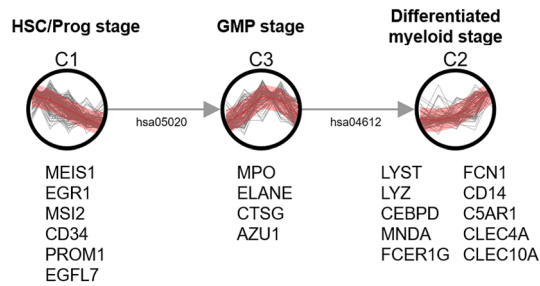 HSC/Prog stage
GMP stage
Differentiated
myeloid stage
C1
C3
C2
hsa05020
hsa04612
MEIS1
EGR1
MSI2
CD34
PROM1
EGFL7
MPO
ELANE
CTSG
AZU1
LYST
LYZ
CEBPD
MNDA
FCER1G
FCN1
CD14
C5AR1
CLEC4A
CLEC10A